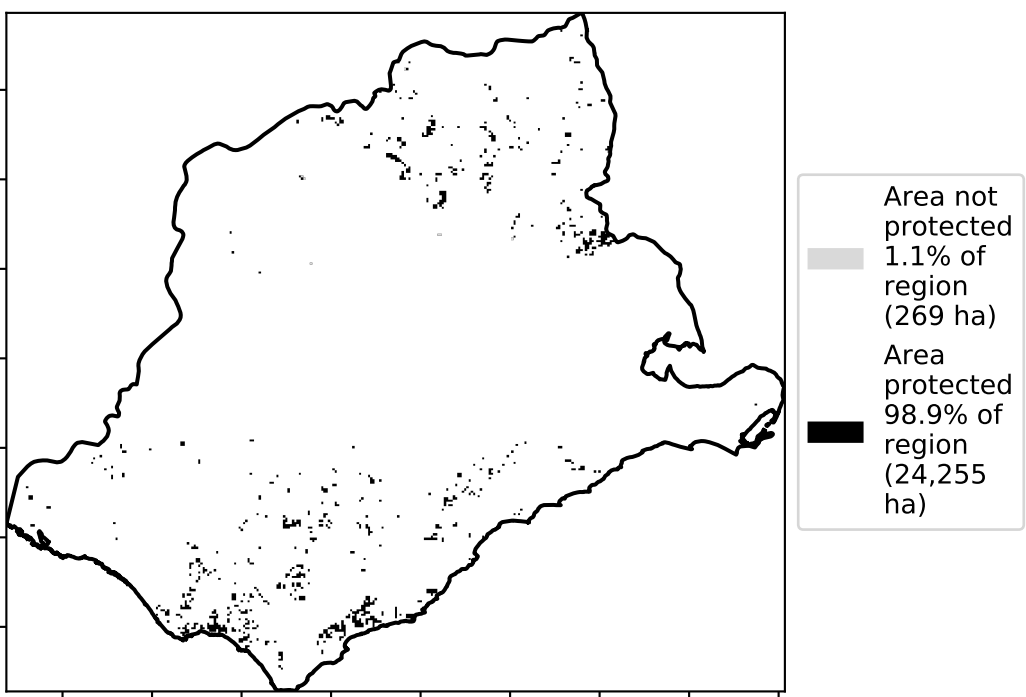 Area not
protected
1.1% of
region
(269 ha)
Area
protected
98.9% of
region
(24,255
ha)